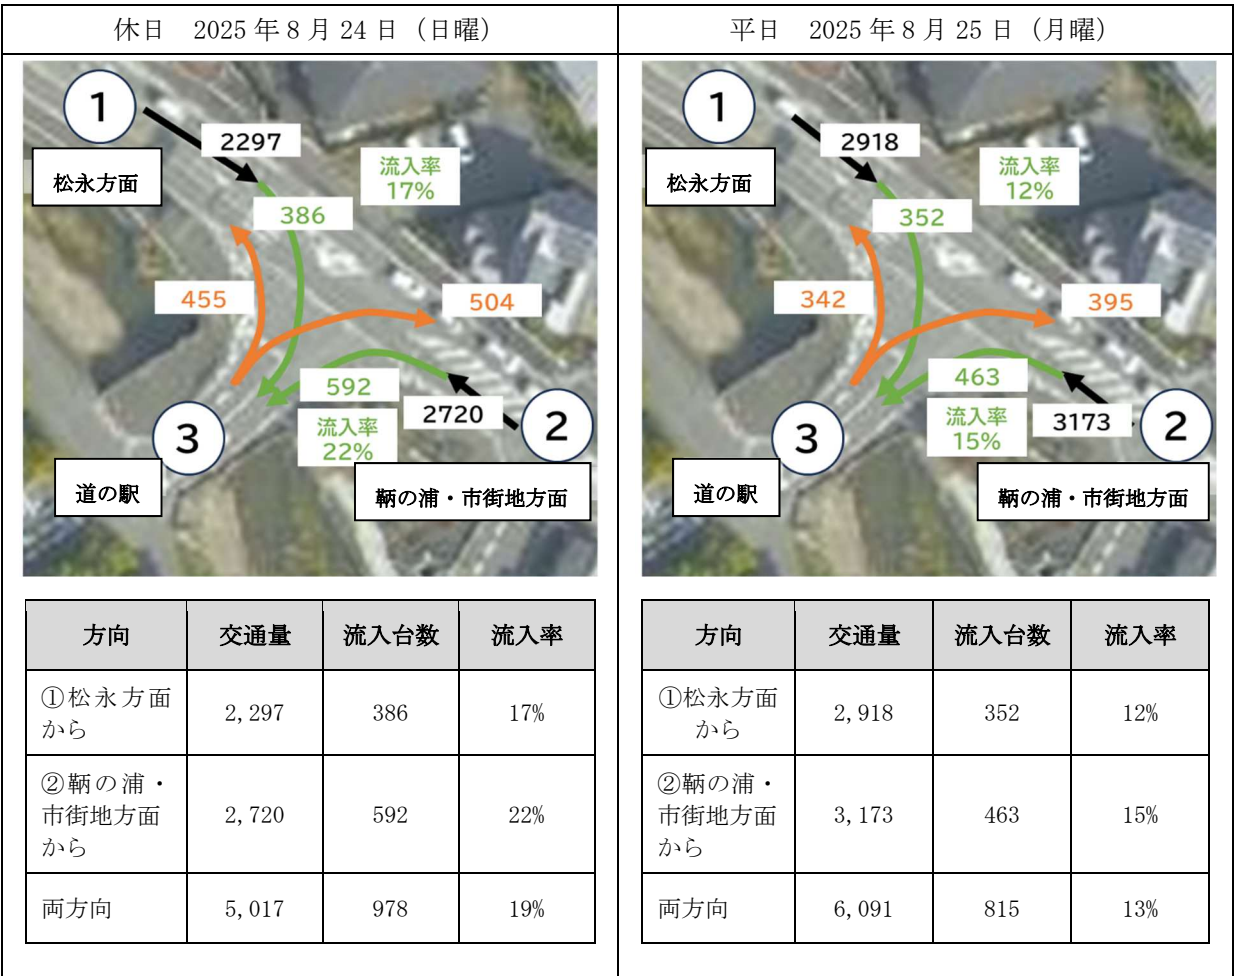 休日　2025年8月24日（日曜）
①
2297
松永方面
流入率
17%
386
455
504
592
2720
②
③
流入率
22%
道の駅
鞆の浦・市街地方面
方向 交通量 流入台数 流入率
①松永方面
から
2,297 386 17%
②鞆の浦・
市街地方面
から
2,720 592 22%
両方向 5,017 978 19%
平日　2025年8月25日（月曜）
①
2918
松永方面
流入率
12%
352
342
395
463
3173
②
③
流入率
15%
道の駅
鞆の浦・市街地方面
方向 交通量 流入台数 流入率
①松永方面
から
2,918 352 12%
②鞆の浦・
市街地方面
から
3,173 463 15%
両方向 6,091 815 13%